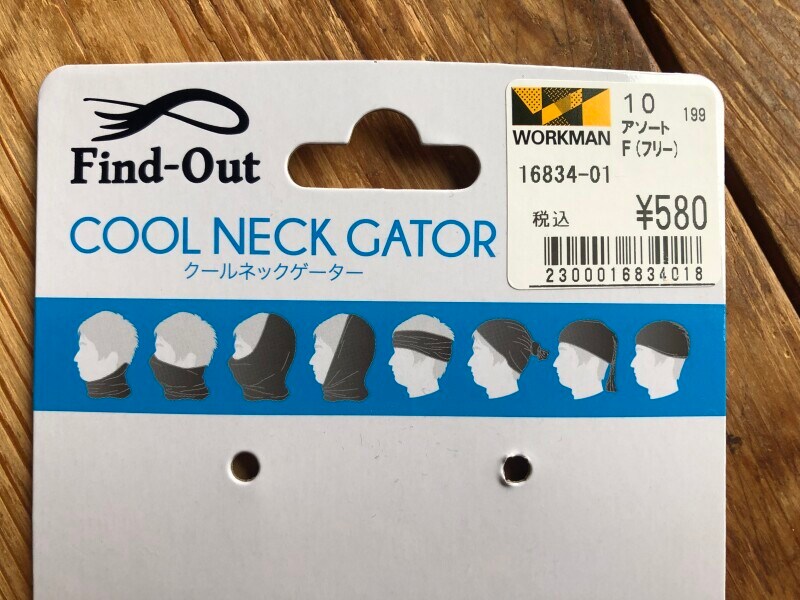 Find-Out
COOL NECK GATOR
クールネックゲーター
WORKMAN
10
199
アソート
F(フリー)
16834-01
税込 ¥580
2300016834018